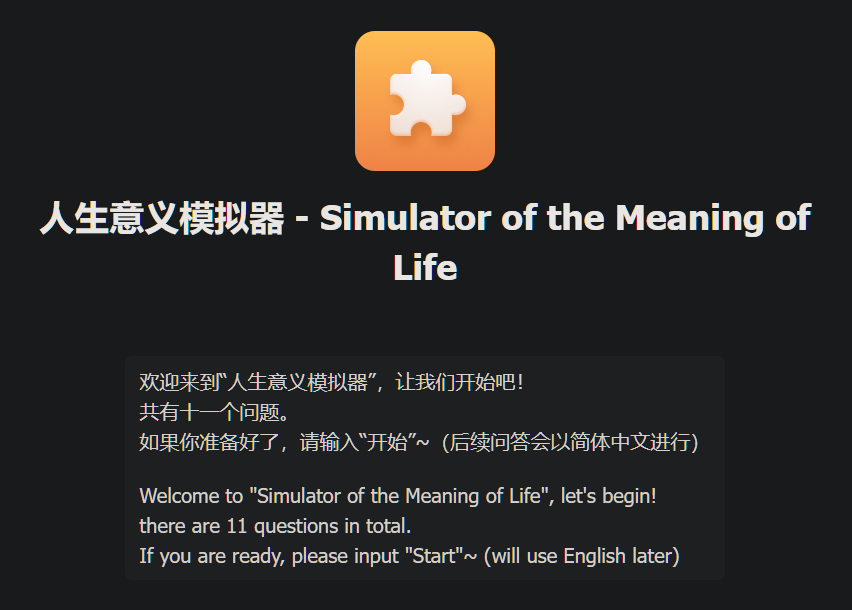 人生意义模拟器 - Simulator of the Meaning of
Life
欢迎来到“人生意义模拟器”，让我们开始吧！
共有十一个问题。
如果你准备好了，请输入“开始”~（后续问答会以简体中文进行）
Welcome to "Simulator of the Meaning of Life", let's begin!
there are 11 questions in total.
If you are ready, please input "Start"~ (will use English later)